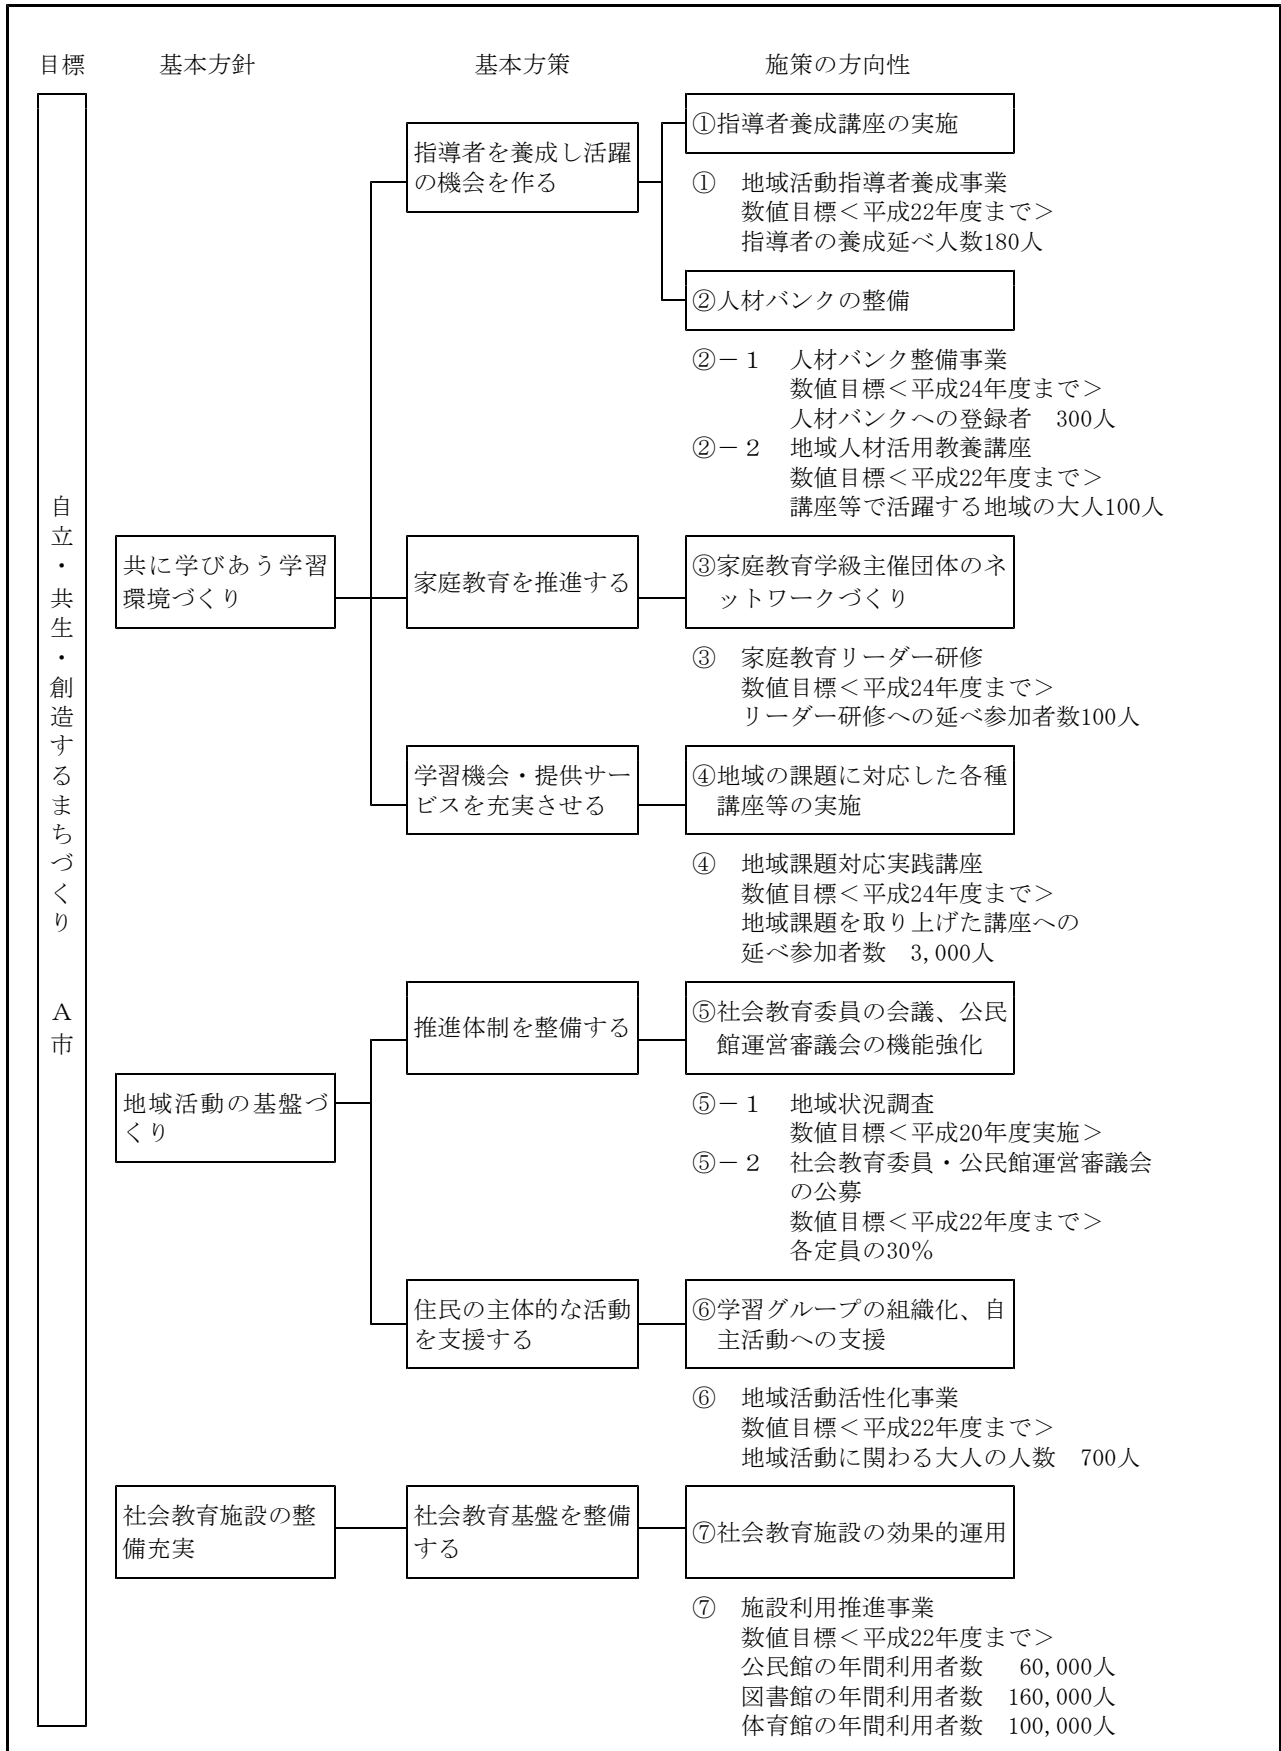 目標　基本方針　基本方策　施策の方向性
自立・共生・創造するまちづくり　A市
①指導者養成講座の実施
指導者を養成し活躍
の機会を作る
①　地域活動指導者養成事業
数値目標＜平成22年度まで＞
指導者の養成延べ人数180人
②人材バンクの整備
②－１　人材バンク整備事業
数値目標＜平成24年度まで＞
人材バンクへの登録者　300人
②－２　地域人材活用教養講座
数値目標＜平成22年度まで＞
講座等で活躍する地域の大人100人
共に学びあう学習
環境づくり
家庭教育を推進する
③家庭教育学級主催団体のネ
ットワークづくり
③　家庭教育リーダー研修
数値目標＜平成24年度まで＞
リーダー研修への延べ参加者数100人
学習機会・提供サー
ビスを充実させる
④地域の課題に対応した各種
講座等の実施
④　地域課題対応実践講座
数値目標＜平成24年度まで＞
地域課題を取り上げた講座への
延べ参加者数　3,000人
推進体制を整備する
⑤社会教育委員の会議、公民
館運営審議会の機能強化
地域活動の基盤づ
くり
⑤－１　地域状況調査
数値目標＜平成20年度実施＞
⑤－２　社会教育委員・公民館運営審議会
の公募
数値目標＜平成22年度まで＞
各定員の30％
住民の主体的な活動
を支援する
⑥学習グループの組織化、自
主活動への支援
⑥　地域活動活性化事業
数値目標＜平成22年度まで＞
地域活動に関わる大人の人数　700人
社会教育施設の整
備充実
社会教育基盤を整備
する
⑦社会教育施設の効果的運用
⑦　施設利用推進事業
数値目標＜平成22年度まで＞
公民館の年間利用者数　60,000人
図書館の年間利用者数　160,000人
体育館の年間利用者数　100,000人